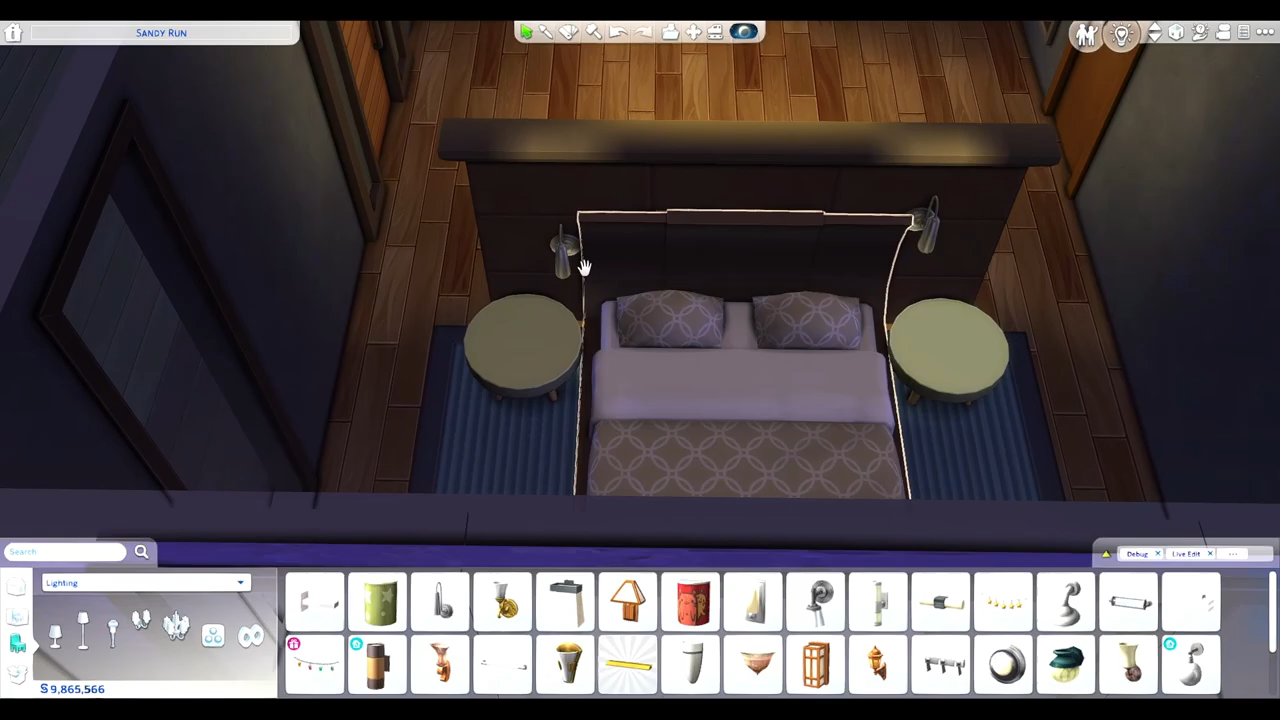 SANDY RUN
Search
Debug
Live Edit
Lighting
§9,865,566